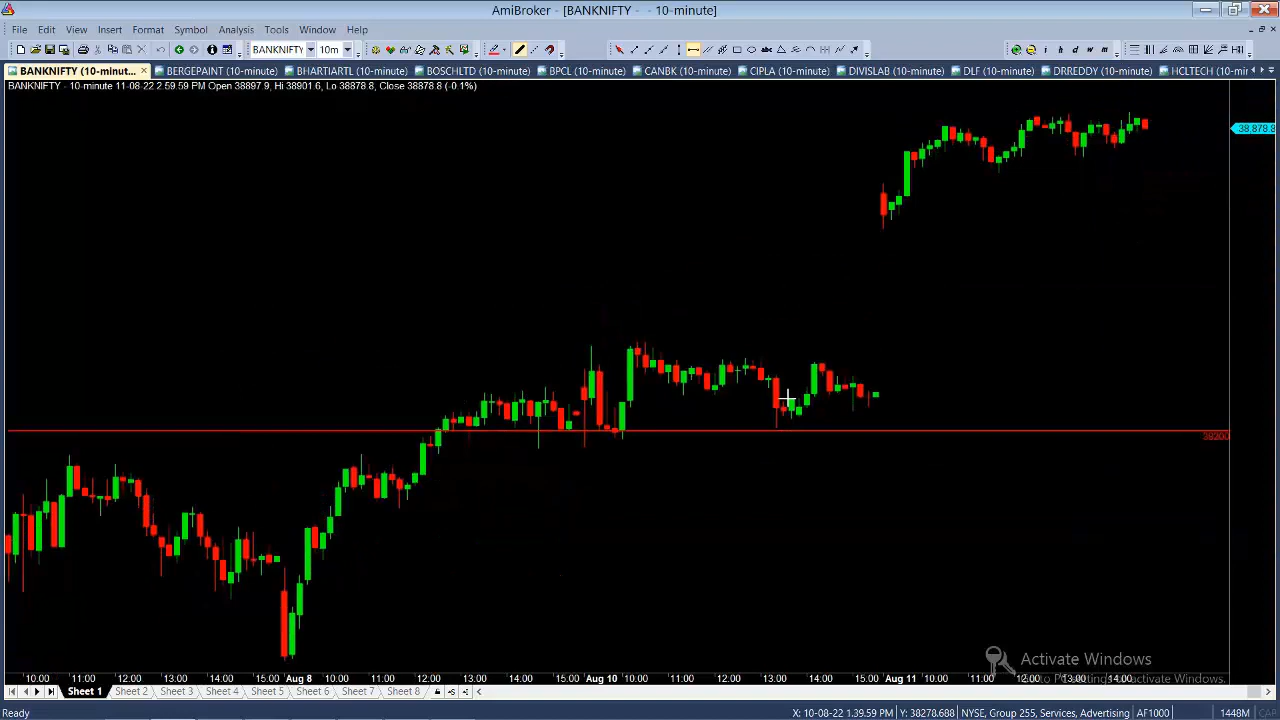 AmiBroker - [BANKNIFTY - - 10-minute]
File Edit View Insert Format Symbol Analysis Tools Window Help
BANKNIFTY 10m
BANKNIFTY (10-minut... BERGEPAINT (10-minute) BHARTIARTL (10-minute) BOSCHLTD (10-minute) BPCL (10-minute) CANBK (10-minute) CIPLA (10-minute) DIVISLAB (10-minute) DLF (10-minute) DRREDDY (10-minute) HCLTECH (10-mi
BANKNIFTY - 10-minute 11-08-22 2.59.59 PM Open 38897.9, Hi 38901.6, Lo 38878.8, Close 38878.8 (-0.1%)
38,878.8
38200
Activate Windows
10.00 11.00 12.00 13.00 14.00 15.00 Aug 8 10.00 11.00 12.00 13.00 14.00 15.00 Aug 10 10.00 11.00 12.00 13.00 14.00 15.00 Aug 11 10.00 11.00 12.00 13.00 14.00
Sheet 1 Sheet 2 Sheet 3 Sheet 4 Sheet 5 Sheet 6 Sheet 7 Sheet 8
Ready X: 10-08-22 1.39.59 PM Y: 38278.688 NYSE, Group 255, Services, Advertising AF1000 1448M